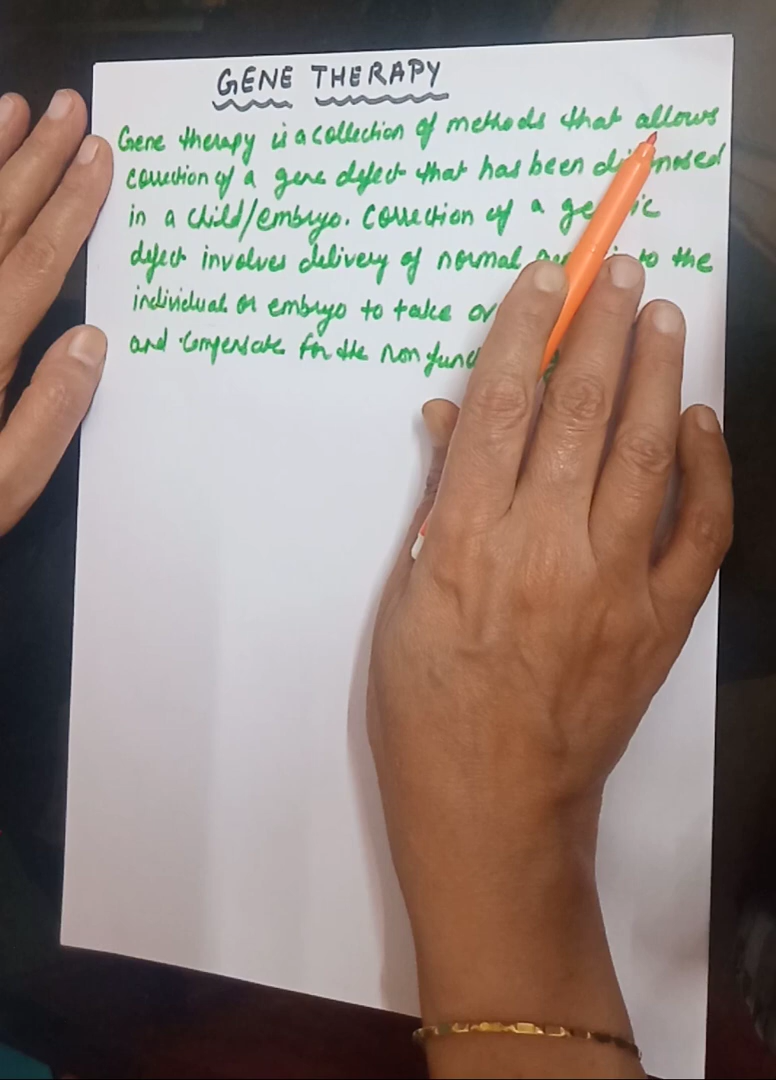 GENE THERAPY
Gene therapy is a collection of methods that allows
correction of a gene defect that has been
in a child/embryo. Correction of a
defect involves delivery of normal to the
individual or embryo to take
and compensate for the non